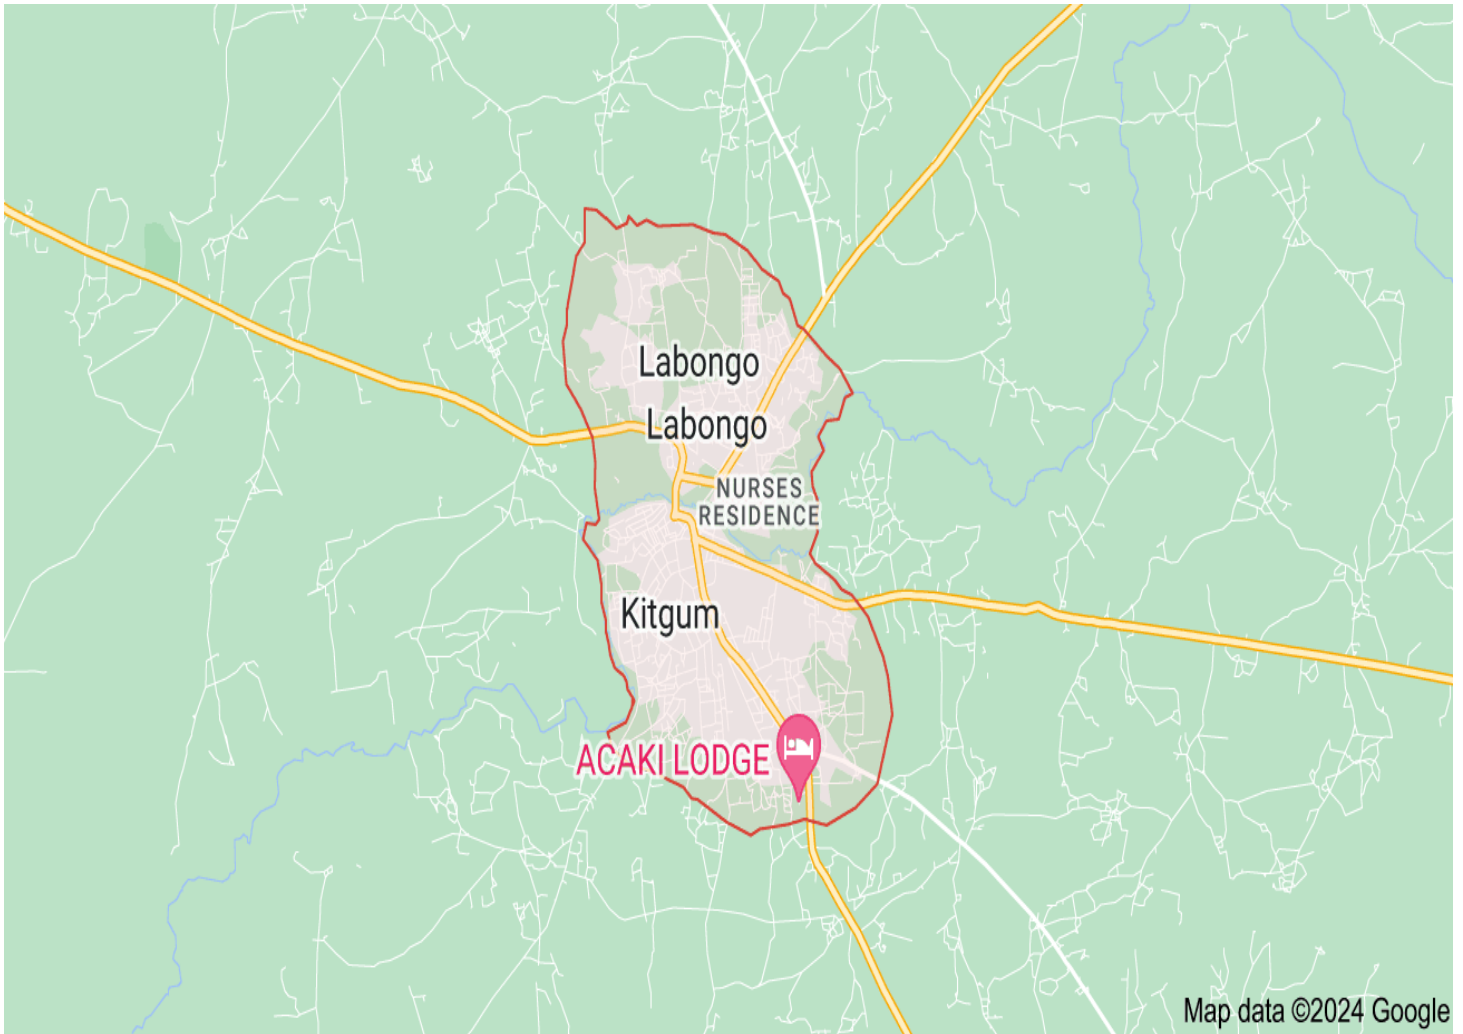 Labongo
Labongo
NURSES
RESIDENCE
Kitgum
ACAKI LODGE
Map data ©2024 Google